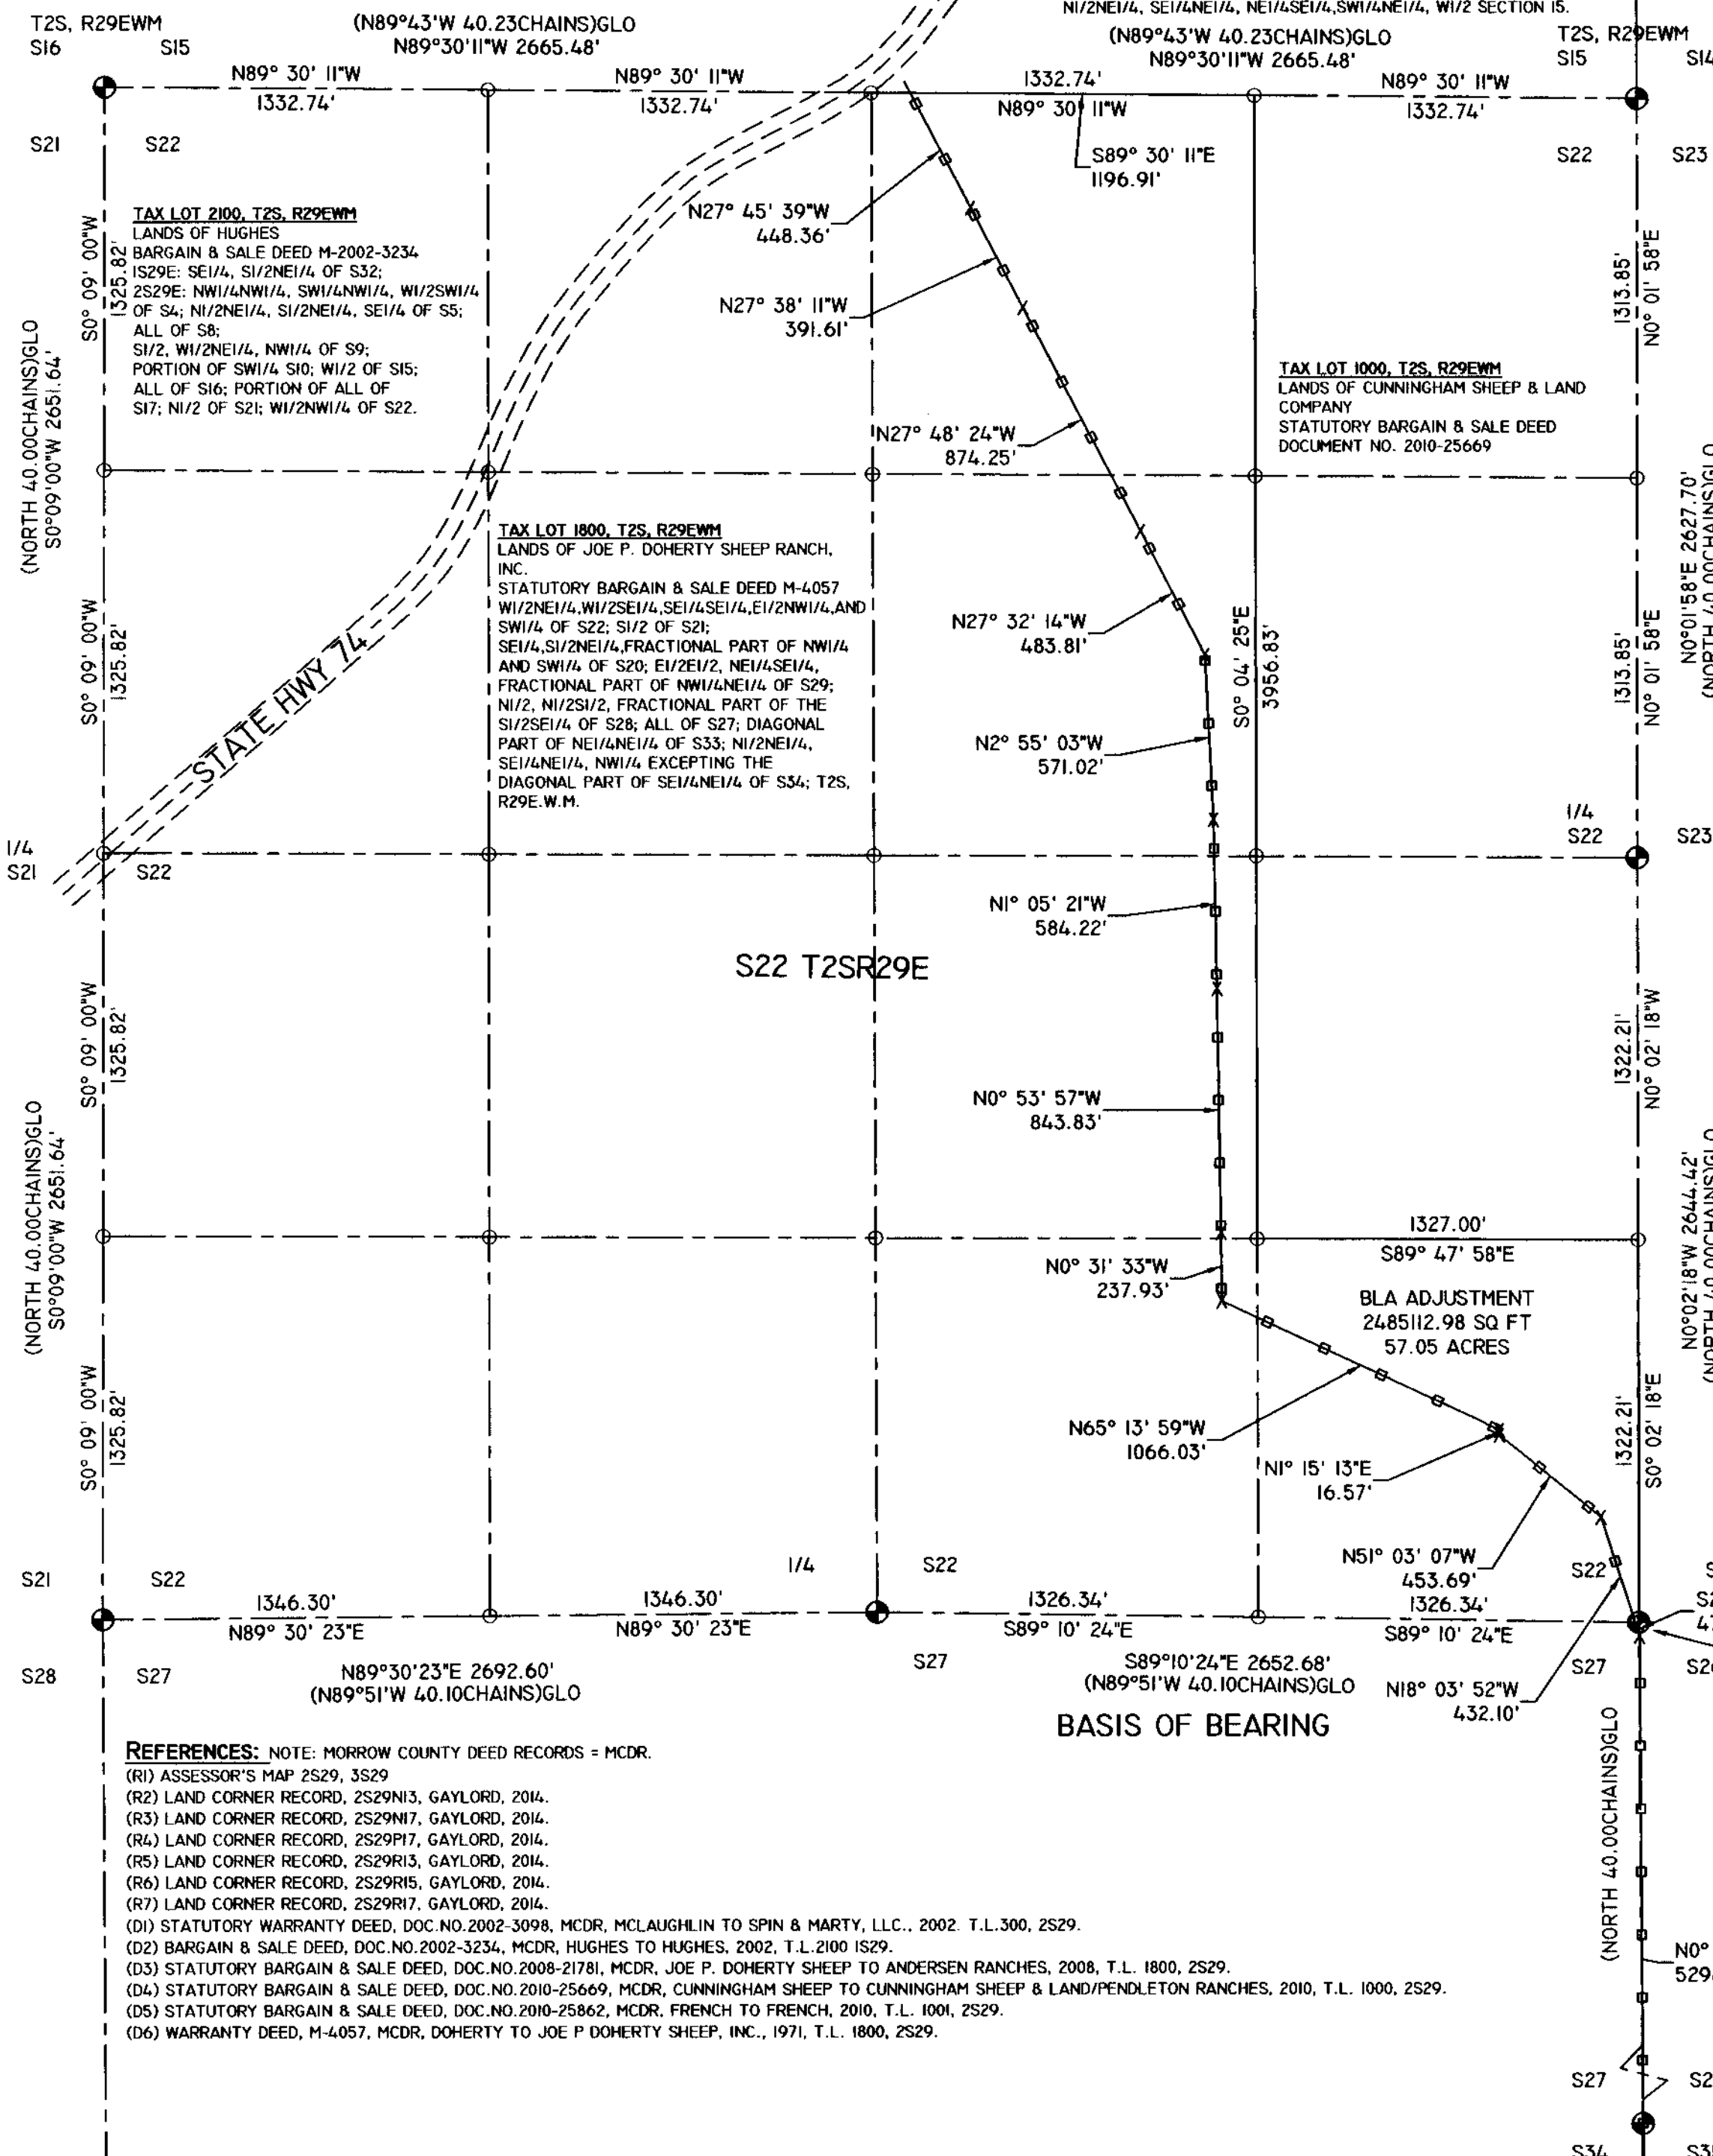 N1/2NE1/4, SE1/4NE1/4, NE1/4SE1/4,SW1/4NE1/4, W1/2 SECTION 15.
T2S, R29EWM
S16 S15
(N89°43'W 40.23CHAINS)GLO
N89°30'11"W 2665.48'
(N89°43'W 40.23CHAINS)GLO
N89°30'11"W 2665.48'
T2S, R29EWM
S15 S14
N89° 30' 11"W
1332.74'
N89° 30' 11"W
1332.74'
1332.74'
N89° 30' 11"W
N89° 30' 11"W
1332.74'
S21 S22
S89° 30' 11"E
1196.91'
S22 S23
TAX LOT 2100, T2S, R29EWM
LANDS OF HUGHES
BARGAIN & SALE DEED M-2002-3234
1S29E: SE1/4, S1/2NE1/4 OF S32;
2S29E: NW1/4NW1/4, SW1/4NW1/4, W1/2SW1/4
OF S4; N1/2NE1/4, S1/2NE1/4, SE1/4 OF S5;
ALL OF S8;
S1/2, W1/2NE1/4, NW1/4 OF S9;
PORTION OF SW1/4 S10; W1/2 OF S15;
ALL OF S16; PORTION OF ALL OF
S17; N1/2 OF S21; W1/2NW1/4 OF S22.
S0° 09' 00"W
1325.82'
(NORTH 40.00CHAINS)GLO
S0°09'00"W 2651.64'
N27° 45' 39"W
448.36'
N27° 38' 11"W
391.61'
N27° 48' 24"W
874.25'
N27° 32' 14"W
483.81'
TAX LOT 1000, T2S, R29EWM
LANDS OF CUNNINGHAM SHEEP & LAND
COMPANY
STATUTORY BARGAIN & SALE DEED
DOCUMENT NO. 2010-25669
1313.85'
N0° 01' 58"E
N0°01'58"E 2627.70'
(NORTH 40.00CHAINS)GLO
TAX LOT 1800, T2S, R29EWM
LANDS OF JOE P. DOHERTY SHEEP RANCH,
INC.
STATUTORY BARGAIN & SALE DEED M-4057
W1/2NE1/4,W1/2SE1/4,SE1/4SE1/4,E1/2NW1/4,AND
SW1/4 OF S22; S1/2 OF S21;
SE1/4,S1/2NE1/4,FRACTIONAL PART OF NW1/4
AND SW1/4 OF S20; E1/2E1/2, NE1/4SE1/4,
FRACTIONAL PART OF NW1/4NE1/4 OF S29;
N1/2, N1/2S1/2, FRACTIONAL PART OF THE
S1/2SE1/4 OF S28; ALL OF S27; DIAGONAL
PART OF NE1/4NE1/4 OF S33; N1/2NE1/4,
SE1/4NE1/4, NW1/4 EXCEPTING THE
DIAGONAL PART OF SE1/4NE1/4 OF S34; T2S,
R29E.W.M.
S0° 09' 00"W
1325.82'
STATE HWY 74
S0° 04' 25"E
3956.83'
1313.85'
N0° 01' 58"E
N2° 55' 03"W
571.02'
1/4
S21 S22
1/4
S22 S23
N1° 05' 21"W
584.22'
S22 T2SR29E
S0° 09' 00"W
1325.82'
N0° 53' 57"W
843.83'
1322.21'
N0° 02' 18"W
(NORTH 40.00CHAINS)GLO
S0°09'00"W 2651.64'
N0°02'18"W 2644.42'
(NORTH 40.00CHAINS)GLO
N0° 31' 33"W
237.93'
1327.00'
S89° 47' 58"E
BLA ADJUSTMENT
2485112.98 SQ FT
57.05 ACRES
S0° 09' 00"W
1325.82'
N65° 13' 59"W
1066.03'
N1° 15' 13"E
16.57'
1322.21'
S0° 02' 18"E
N51° 03' 07"W
453.69'
S21 S22
1/4 S22
S22
1346.30'
N89° 30' 23"E
1346.30'
N89° 30' 23"E
1326.34'
S89° 10' 24"E
1326.34'
S89° 10' 24"E
S28 S27
N89°30'23"E 2692.60'
(N89°51'W 40.10CHAINS)GLO
S27
S89°10'24"E 2652.68'
(N89°51'W 40.10CHAINS)GLO
S27
N18° 03' 52"W
432.10'
BASIS OF BEARING
REFERENCES: NOTE: MORROW COUNTY DEED RECORDS = MCDR.
(R1) ASSESSOR'S MAP 2S29, 3S29
(R2) LAND CORNER RECORD, 2S29N13, GAYLORD, 2014.
(R3) LAND CORNER RECORD, 2S29N17, GAYLORD, 2014.
(R4) LAND CORNER RECORD, 2S29P17, GAYLORD, 2014.
(R5) LAND CORNER RECORD, 2S29R13, GAYLORD, 2014.
(R6) LAND CORNER RECORD, 2S29R15, GAYLORD, 2014.
(R7) LAND CORNER RECORD, 2S29R17, GAYLORD, 2014.
(D1) STATUTORY WARRANTY DEED, DOC.NO.2002-3098, MCDR, MCLAUGHLIN TO SPIN & MARTY, LLC., 2002. T.L.300, 2S29.
(D2) BARGAIN & SALE DEED, DOC.NO.2002-3234, MCDR, HUGHES TO HUGHES, 2002, T.L.2100 1S29.
(D3) STATUTORY BARGAIN & SALE DEED, DOC.NO.2008-21781, MCDR, JOE P. DOHERTY SHEEP TO ANDERSEN RANCHES, 2008, T.L. 1800, 2S29.
(D4) STATUTORY BARGAIN & SALE DEED, DOC.NO.2010-25669, MCDR, CUNNINGHAM SHEEP TO CUNNINGHAM SHEEP & LAND/PENDLETON RANCHES, 2010, T.L. 1000, 2S29.
(D5) STATUTORY BARGAIN & SALE DEED, DOC.NO.2010-25862, MCDR, FRENCH TO FRENCH, 2010, T.L. 1001, 2S29.
(D6) WARRANTY DEED, M-4057, MCDR, DOHERTY TO JOE P DOHERTY SHEEP, INC., 1971, T.L. 1800, 2S29.
(NORTH 40.00CHAINS)GLO
N0°
S27
S34